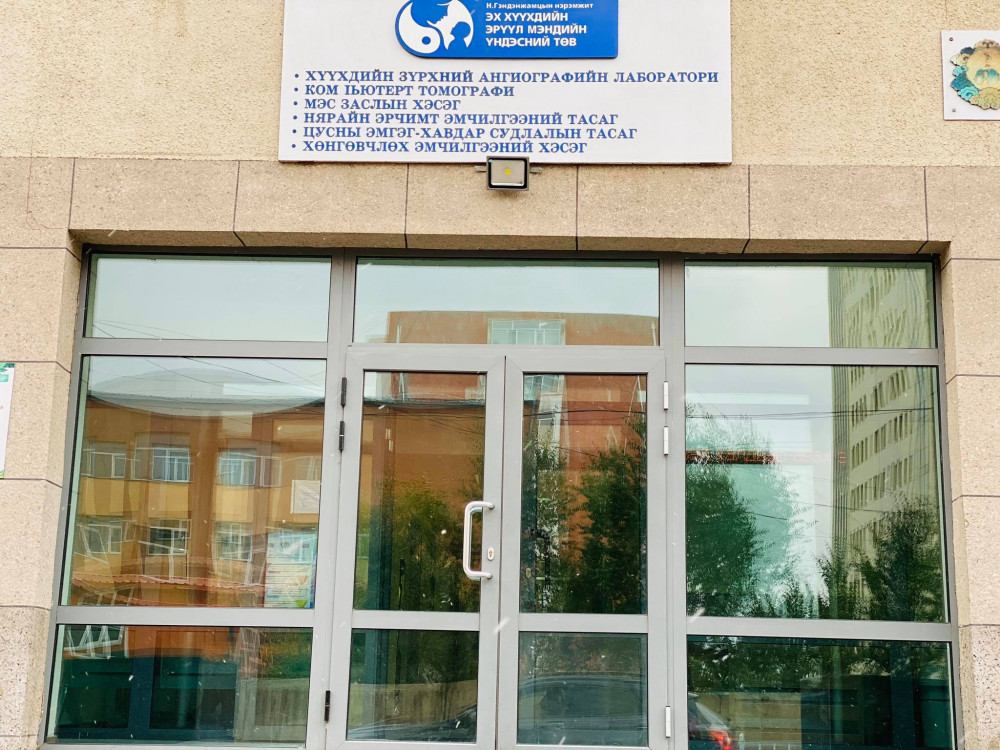 Н.Гэндэнжамцын нэрэмжит
ЭХ ХҮҮХДИЙН
ЭРҮҮЛ МЭНДИЙН
ҮНДЭСНИЙ ТӨВ
• ХҮҮХДИЙН ЗҮРХНИЙ АНГИОГРАФИЙН ЛАБОРАТОРИ
• КОМ ЬЮТЕРТ ТОМОГРАФИ
• МЭС ЗАСЛЫН ХЭСЭГ
• НЯРАЙН ЭРЧИМТ ЭМЧИЛГЭЭНИЙ ТАСАГ
• ЦУСНЫ ЭМГЭГ-ХАВДАР СУДЛАЛЫН ТАСАГ
• ХӨНГӨВЧЛӨХ ЭМЧИЛГЭЭНИЙ ХЭСЭГ